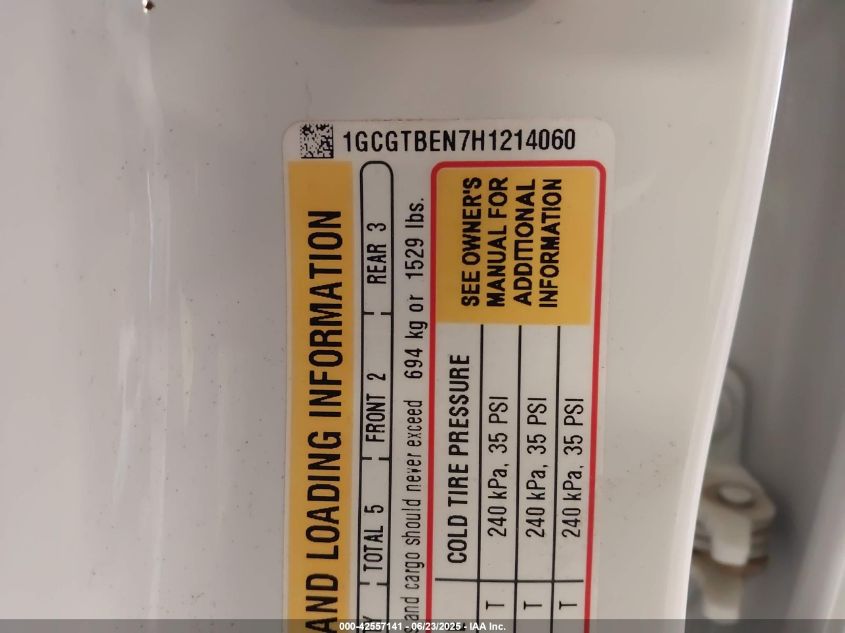 1GCGTBEN7H1214060
AND LOADING INFORMATION
TOTAL 5 FRONT 2 REAR 3
and cargo should never exceed 694 kg or 1529 lbs.
COLD TIRE PRESSURE
SEE OWNER'S
MANUAL FOR
ADDITIONAL
INFORMATION
T 240 kPa, 35 PSI
T 240 kPa, 35 PSI
T 240 kPa, 35 PSI
000-42557141 - 06/23/2025 - IAA Inc.